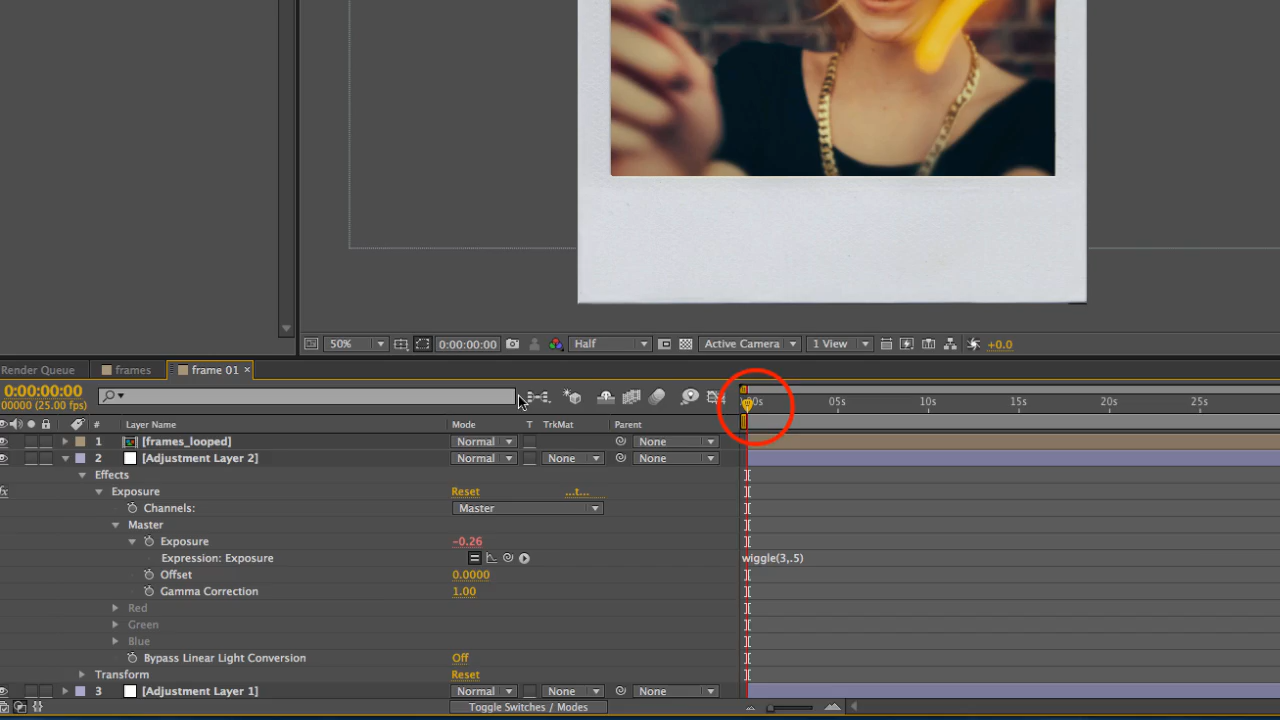 50% 0:00:00:00 Half Active Camera 1 View +0.0
Render Queue frames frame 01 ×
0:00:00:00
00000 (25.00 fps)
05s 10s 15s 20s 25s
# Layer Name Mode T TrkMat Parent
1 [frames_looped] Normal None
2 [Adjustment Layer 2] Normal None None
Effects
fx Exposure Reset ...t...
Channels: Master
Master
Exposure -0.26
Expression: Exposure wiggle(3,.5)
Offset 0.0000
Gamma Correction 1.00
Red
Green
Blue
Bypass Linear Light Conversion Off
Transform Reset
3 [Adjustment Layer 1] Normal None None
Toggle Switches / Modes